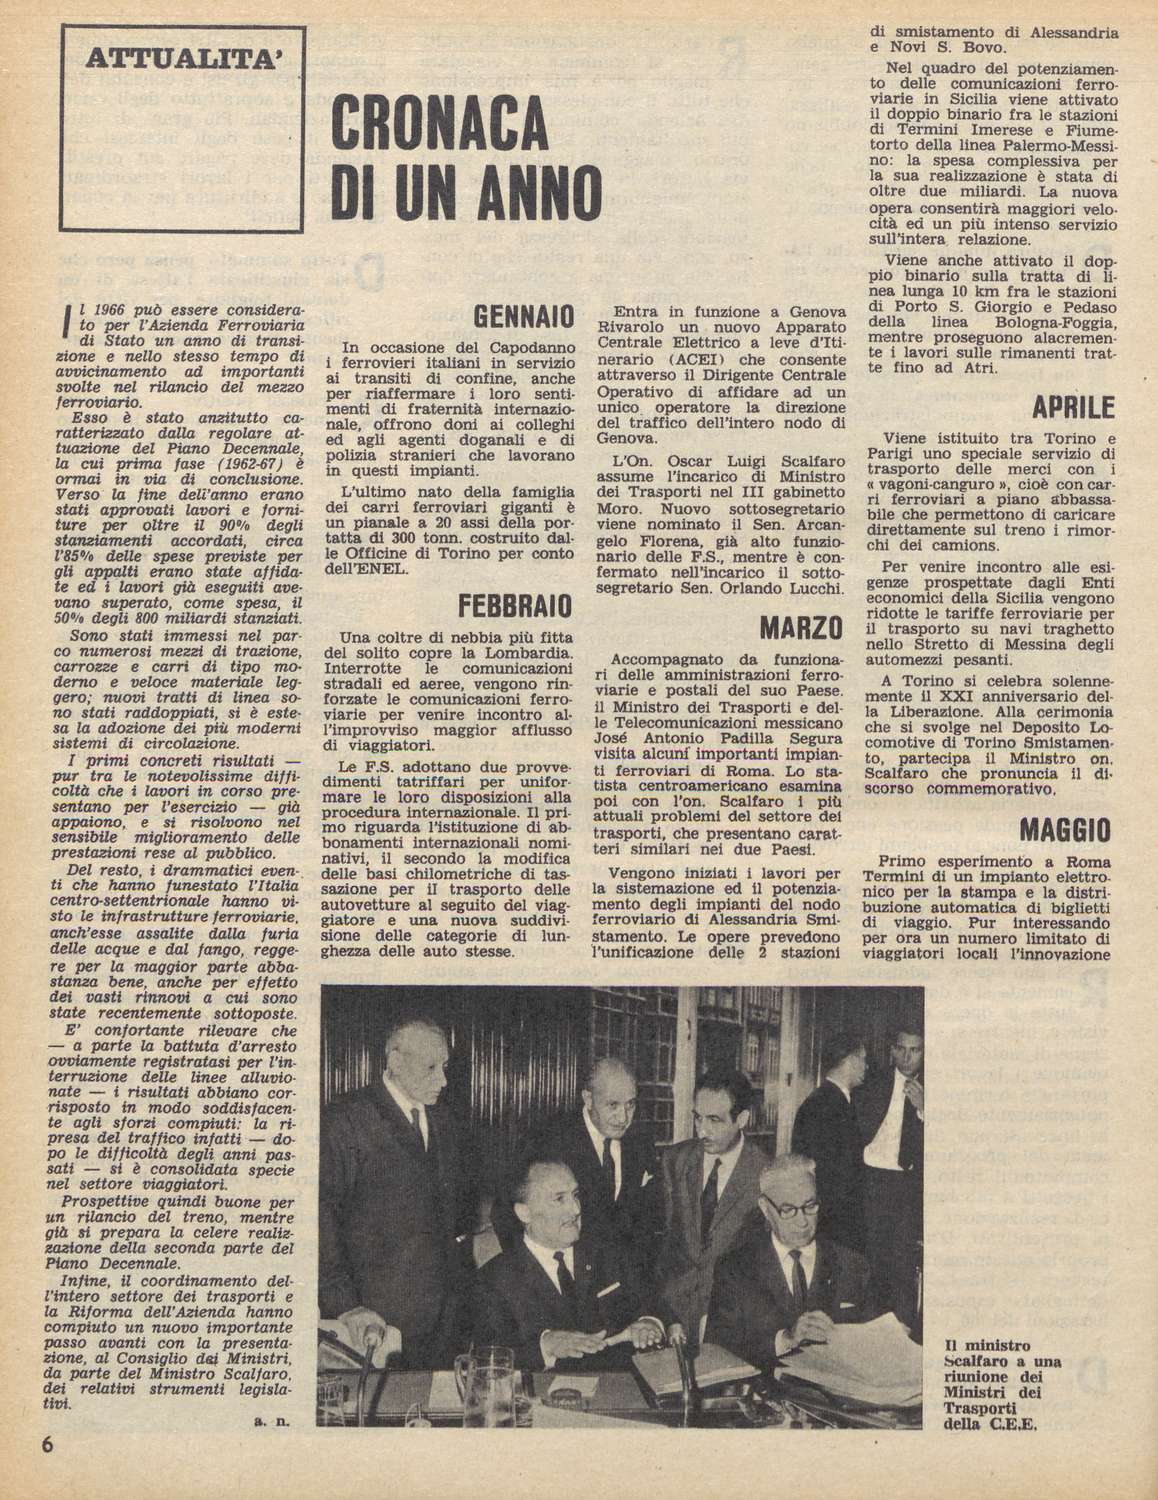 ATTUALITA'
CRONACA
DI UN ANNO
Il 1966 può essere considera-
to per l'Azienda Ferroviaria
di Stato un anno di transi-
zione e nello stesso tempo di
avvicinamento ad importanti
svolte nel rilancio del mezzo
ferroviario.
Esso è stato anzitutto ca-
ratterizzato dalla regolare at-
tuazione del Piano Decennale,
la cui prima fase (1962-67) è
ormai in via di conclusione.
Verso la fine dell'anno erano
stati approvati lavori e forni-
ture per oltre il 90% degli
stanziamenti accordati, circa
l'85% delle spese previste per
gli appalti erano state affida-
te ed i lavori già eseguiti ave-
vano superato, come spesa, il
50% degli 800 miliardi stanziati.
Sono stati immessi nel par-
co numerosi mezzi di trazione,
carrozze e carri di tipo mo-
derno e veloce materiale leg-
gero; nuovi tratti di linea so-
no stati raddoppiati, si è este-
sa la adozione dei più moderni
sistemi di circolazione.
I primi concreti risultati —
pur tra le notevolissime diffi-
coltà che i lavori in corso pre-
sentano per l'esercizio — già
appaiono, e si risolvono nel
sensibile miglioramento delle
prestazioni rese al pubblico.
Del resto, i drammatici even-
ti che hanno funestato l'Italia
centro-settentrionale hanno vi-
sto le infrastrutture ferroviarie,
anch'esse assalite dalla furia
delle acque e dal fango, regge-
re per la maggior parte abba-
stanza bene, anche per effetto
dei vasti rinnovi a cui sono
state recentemente sottoposte.
E' confortante rilevare che
— a parte la battuta d'arresto
ovviamente registratasi per l'in-
terruzione delle linee alluvio-
nate — i risultati abbiano cor-
risposto in modo soddisfacen-
te agli sforzi compiuti: la ri-
presa del traffico infatti — do-
po le difficoltà degli anni pas-
sati — si è consolidata specie
nel settore viaggiatori.
Prospettive quindi buone per
un rilancio del treno, mentre
già si prepara la celere realiz-
zazione della seconda parte del
Piano Decennale.
Infine, il coordinamento del-
l'intero settore dei trasporti e
la Riforma dell'Azienda hanno
compiuto un nuovo importante
passo avanti con la presenta-
zione, al Consiglio dei Ministri,
da parte del Ministro Scalfaro,
dei relativi strumenti legisla-
tivi.
a. n.
GENNAIO
In occasione del Capodanno
i ferrovieri italiani in servizio
ai transiti di confine, anche
per riaffermare i loro senti-
menti di fraternità internazio-
nale, offrono doni ai colleghi
ed agli agenti doganali e di
polizia stranieri che lavorano
in questi impianti.
L'ultimo nato della famiglia
dei carri ferroviari giganti è
un pianale a 20 assi della por-
tatta di 300 tonn. costruito dal-
le Officine di Torino per conto
dell'ENEL.
FEBBRAIO
Una coltre di nebbia più fitta
del solito copre la Lombardia.
Interrotte le comunicazioni
stradali ed aeree, vengono rin-
forzate le comunicazioni ferro-
viarie per venire incontro al-
l'improvviso maggior afflusso
di viaggiatori.
Le F.S. adottano due provve-
dimenti tatriffari per unifor-
mare le loro disposizioni alla
procedura internazionale. Il pri-
mo riguarda l'istituzione di ab-
bonamenti internazionali nomi-
nativi, il secondo la modifica
delle basi chilometriche di tas-
sazione per il trasporto delle
autovetture al seguito del viag-
giatore e una nuova suddivi-
sione delle categorie di lun-
ghezza delle auto stesse.
Entra in funzione a Genova
Rivarolo un nuovo Apparato
Centrale Elettrico a leve d'Iti-
nerario (ACEI) che consente
attraverso il Dirigente Centrale
Operativo di affidare ad un
unico operatore la direzione
del traffico dell'intero nodo di
Genova.
L'On. Oscar Luigi Scalfaro
assume l'incarico di Ministro
dei Trasporti nel III gabinetto
Moro. Nuovo sottosegretario
viene nominato il Sen. Arcan-
gelo Florena, già alto funzio-
nario delle F.S., mentre è con-
fermato nell'incarico il sotto-
segretario Sen. Orlando Lucchi.
MARZO
Accompagnato da funziona-
ri delle amministrazioni ferro-
viarie e postali del suo Paese.
il Ministro dei Trasporti e del-
le Telecomunicazioni messicano
José Antonio Padilla Segura
visita alcuni importanti impian-
ti ferroviari di Roma. Lo sta-
tista centroamericano esamina
poi con l'on. Scalfaro i più
attuali problemi del settore dei
trasporti, che presentano carat-
teri similari nei due Paesi.
Vengono iniziati i lavori per
la sistemazione ed il potenzia-
mento degli impianti del nodo
ferroviario di Alessandria Smi-
stamento. Le opere prevedono
l'unificazione delle 2 stazioni
di smistamento di Alessandria
e Novi S. Bovo.
Nel quadro del potenziamen-
to delle comunicazioni ferro-
viarie in Sicilia viene attivato
il doppio binario fra le stazioni
di Termini Imerese e Fiume-
torto della linea Palermo-Messi-
no: la spesa complessiva per
la sua realizzazione è stata di
oltre due miliardi. La nuova
opera consentirà maggiori velo-
cità ed un più intenso servizio
sull'intera relazione.
Viene anche attivato il dop-
pio binario sulla tratta di li-
nea lunga 10 km fra le stazioni
di Porto S. Giorgio e Pedaso
della linea Bologna-Foggia,
mentre proseguono alacremen-
te i lavori sulle rimanenti trat-
te fino ad Atri.
APRILE
Viene istituito tra Torino e
Parigi uno speciale servizio di
trasporto delle merci con i
« vagoni-canguro », cioè con car-
ri ferroviari a piano abbassa-
bile che permettono di caricare
direttamente sul treno i rimor-
chi dei camions.
Per venire incontro alle esi-
genze prospettate dagli Enti
economici della Sicilia vengono
ridotte le tariffe ferroviarie per
il trasporto su navi traghetto
nello Stretto di Messina degli
automezzi pesanti.
A Torino si celebra solenne-
mente il XXI anniversario del-
la Liberazione. Alla cerimonia
che si svolge nel Deposito Lo-
comotive di Torino Smistamen-
to, partecipa il Ministro on.
Scalfaro che pronuncia il di-
scorso commemorativo.
MAGGIO
Primo esperimento a Roma
Termini di un impianto elettro-
nico per la stampa e la distri-
buzione automatica di biglietti
di viaggio. Pur interessando
per ora un numero limitato di
viaggiatori locali l'innovazione
Il ministro
Scalfaro a una
riunione dei
Ministri dei
Trasporti
della C.E.E.
6